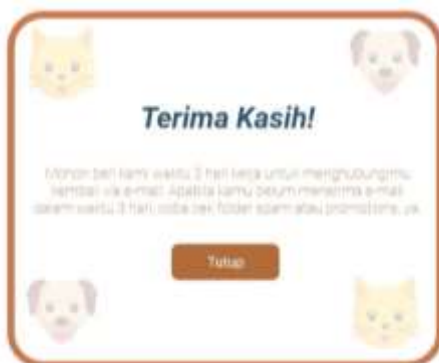 Terima Kasih!
Mohon beri kami waktu 3 hari kerja untuk menghubungimu
kembali via e-mail. Apabila kamu belum menerima e-mail
dalam waktu 3 hari, coba cek folder spam atau promotions, ya.
Tutup